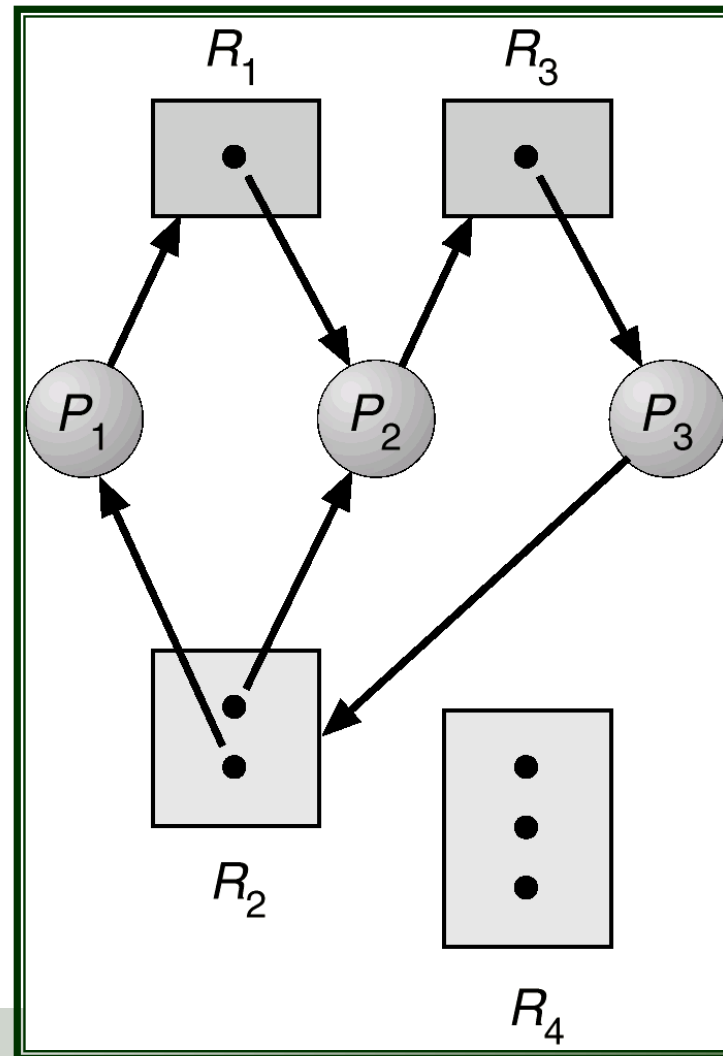 R₁ R₃
P₁ P₂ P₃
R₂
R₄